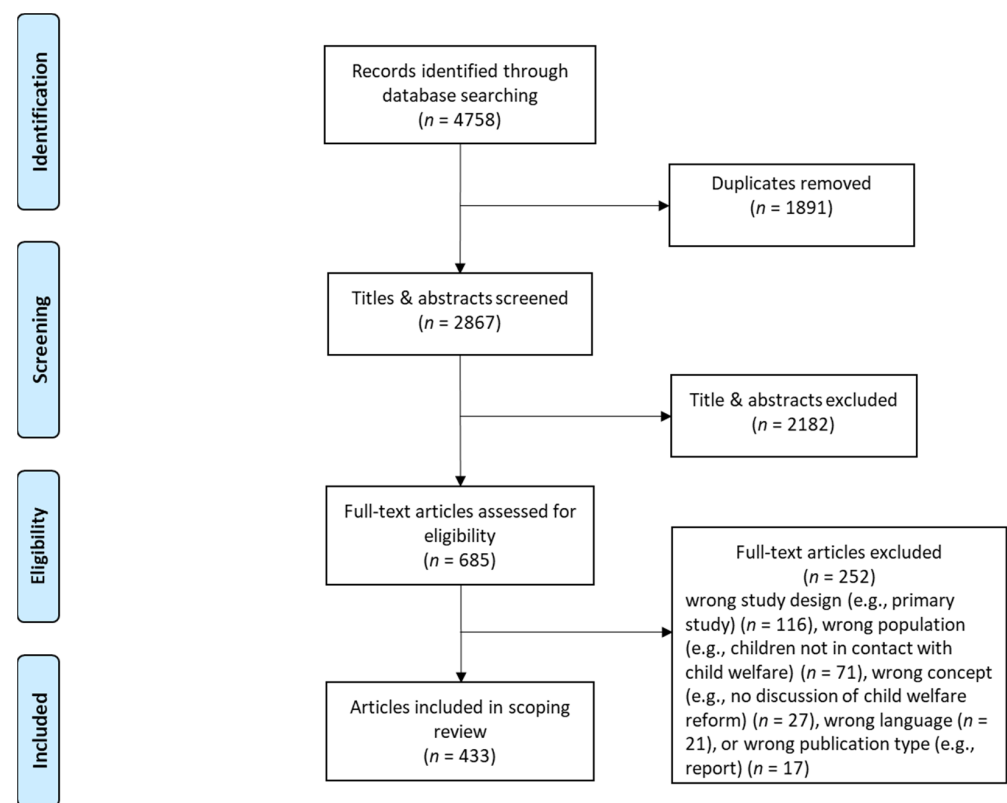 Identification
Records identified through
database searching
(n = 4758)
Duplicates removed
(n = 1891)
Screening
Titles & abstracts screened
(n = 2867)
Title & abstracts excluded
(n = 2182)
Eligibility
Full-text articles assessed for
eligibility
(n = 685)
Full-text articles excluded
(n = 252)
wrong study design (e.g., primary
study) (n = 116), wrong population
(e.g., children not in contact with
child welfare) (n = 71), wrong concept
(e.g., no discussion of child welfare
reform) (n = 27), wrong language (n =
21), or wrong publication type (e.g.,
report) (n = 17)
Included
Articles included in scoping
review
(n = 433)